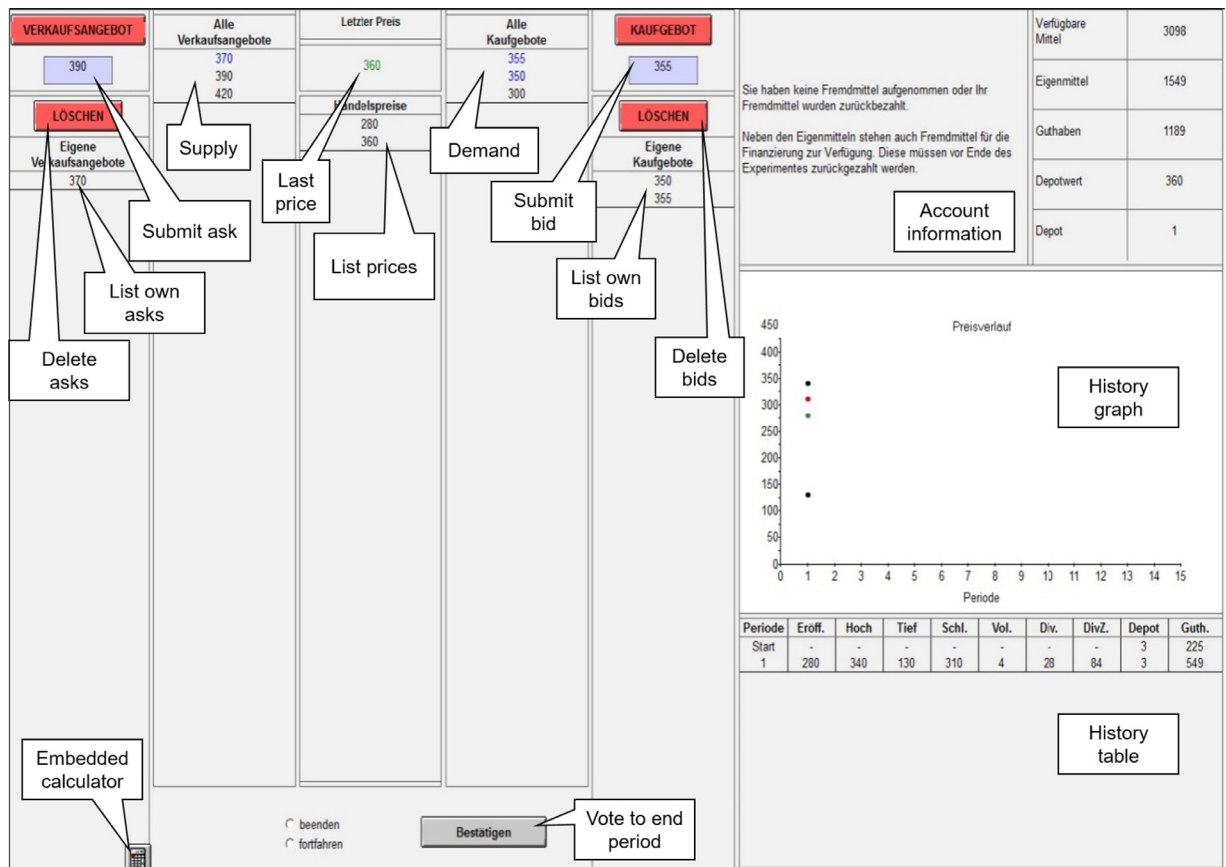 VERKAUFSANGEBOT
390
LÖSCHEN
Eigene
Verkaufsangebote
370
Submit ask
List own
asks
Delete
asks
Embedded
calculator
Alle
Verkaufsangebote
370
390
420
Supply
Letzter Preis
360
Handelspreise
280
360
Last
price
List prices
Alle
Kaufgebote
355
350
300
Demand
KAUFGEBOT
355
LÖSCHEN
Eigene
Kaufgebote
350
355
Submit
bid
List own
bids
Delete
bids
beenden
fortfahren
Bestätigen
Vote to end
period
Sie haben keine Fremdmittel aufgenommen oder Ihr
Fremdmittel wurden zurückbezahlt.
Neben den Eigenmitteln stehen auch Fremdmittel für die
Finanzierung zur Verfügung. Diese müssen vor Ende des
Experimentes zurückgezahlt werden.
Account
information
Verfügbare
Mittel 3098
Eigenmittel 1549
Guthaben 1189
Depotwert 360
Depot 1
Preisverlauf
450
400
350
300
250
200
150
100
50
0
0 1 2 3 4 5 6 7 8 9 10 11 12 13 14 15
Periode
History
graph
Periode Eröff. Hoch Tief Schl. Vol. Div. DivZ. Depot Guth.
Start - - - - - - - 3 225
1 280 340 130 310 4 28 84 3 549
History
table